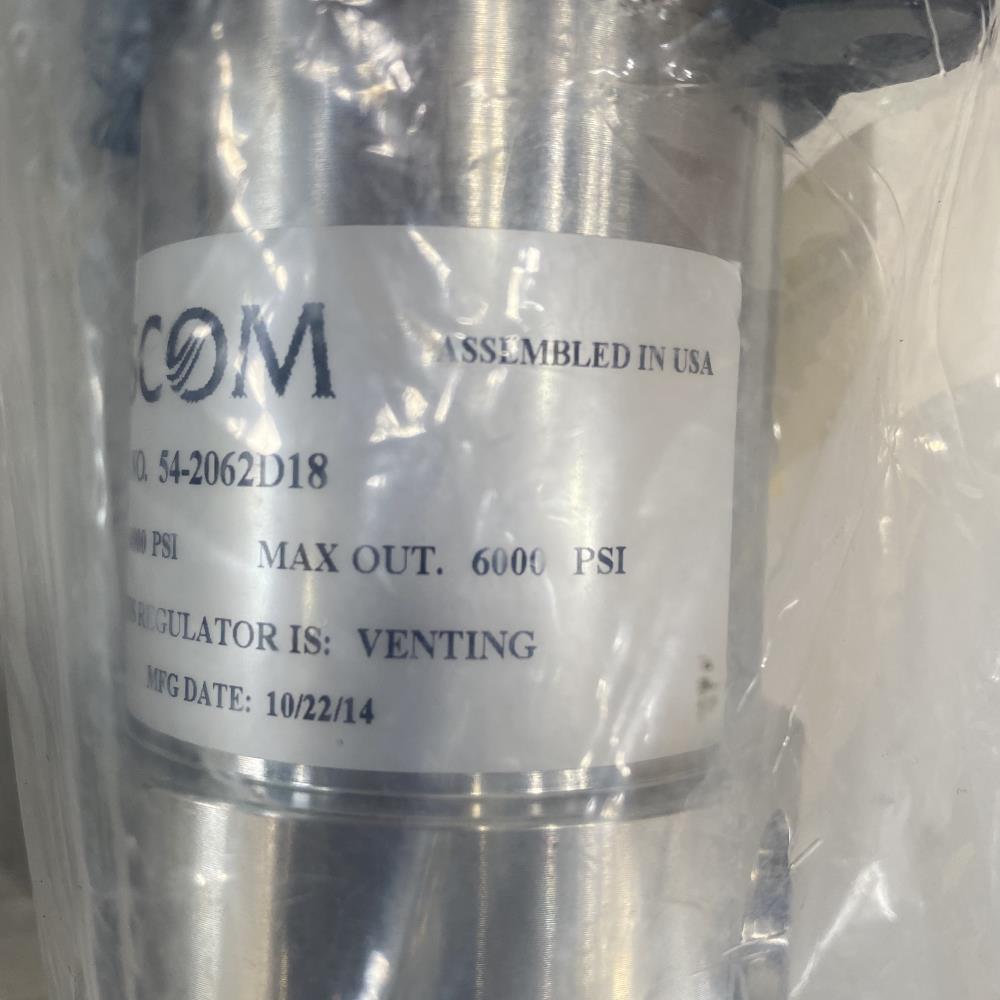 SCOM
ASSEMBLED IN USA
NO. 54-2062D18
PSI MAX OUT. 6000 PSI
REGULATOR IS: VENTING
MFG DATE: 10/22/14